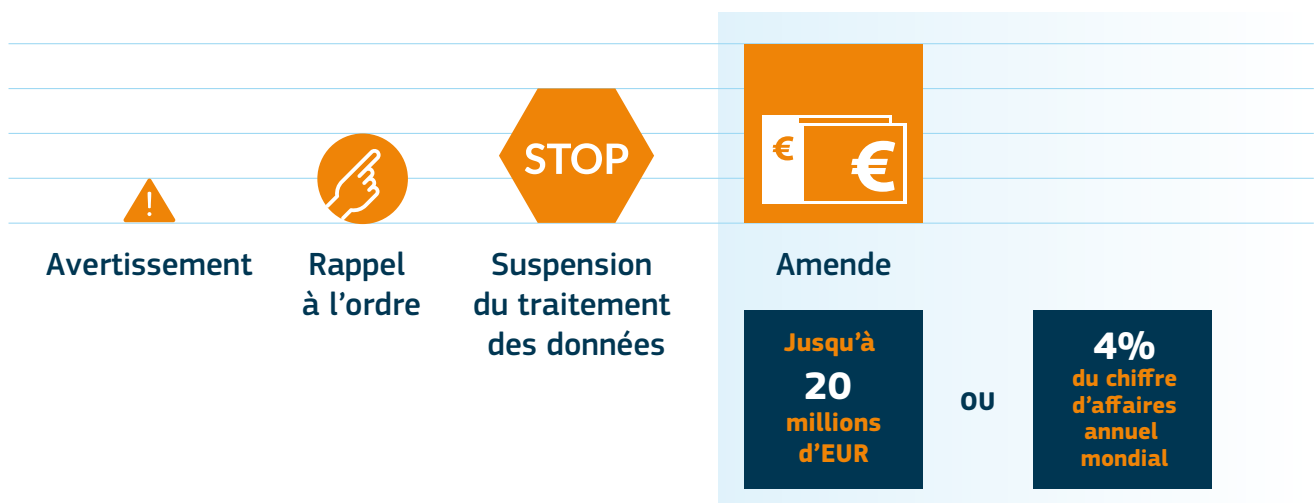 !
STOP
€
€
Avertissement
Rappel
à l’ordre
Suspension
du traitement
des données
Amende
Jusqu’à
20
millions
d’EUR
OU
4%
du chiffre
d’affaires
annuel
mondial